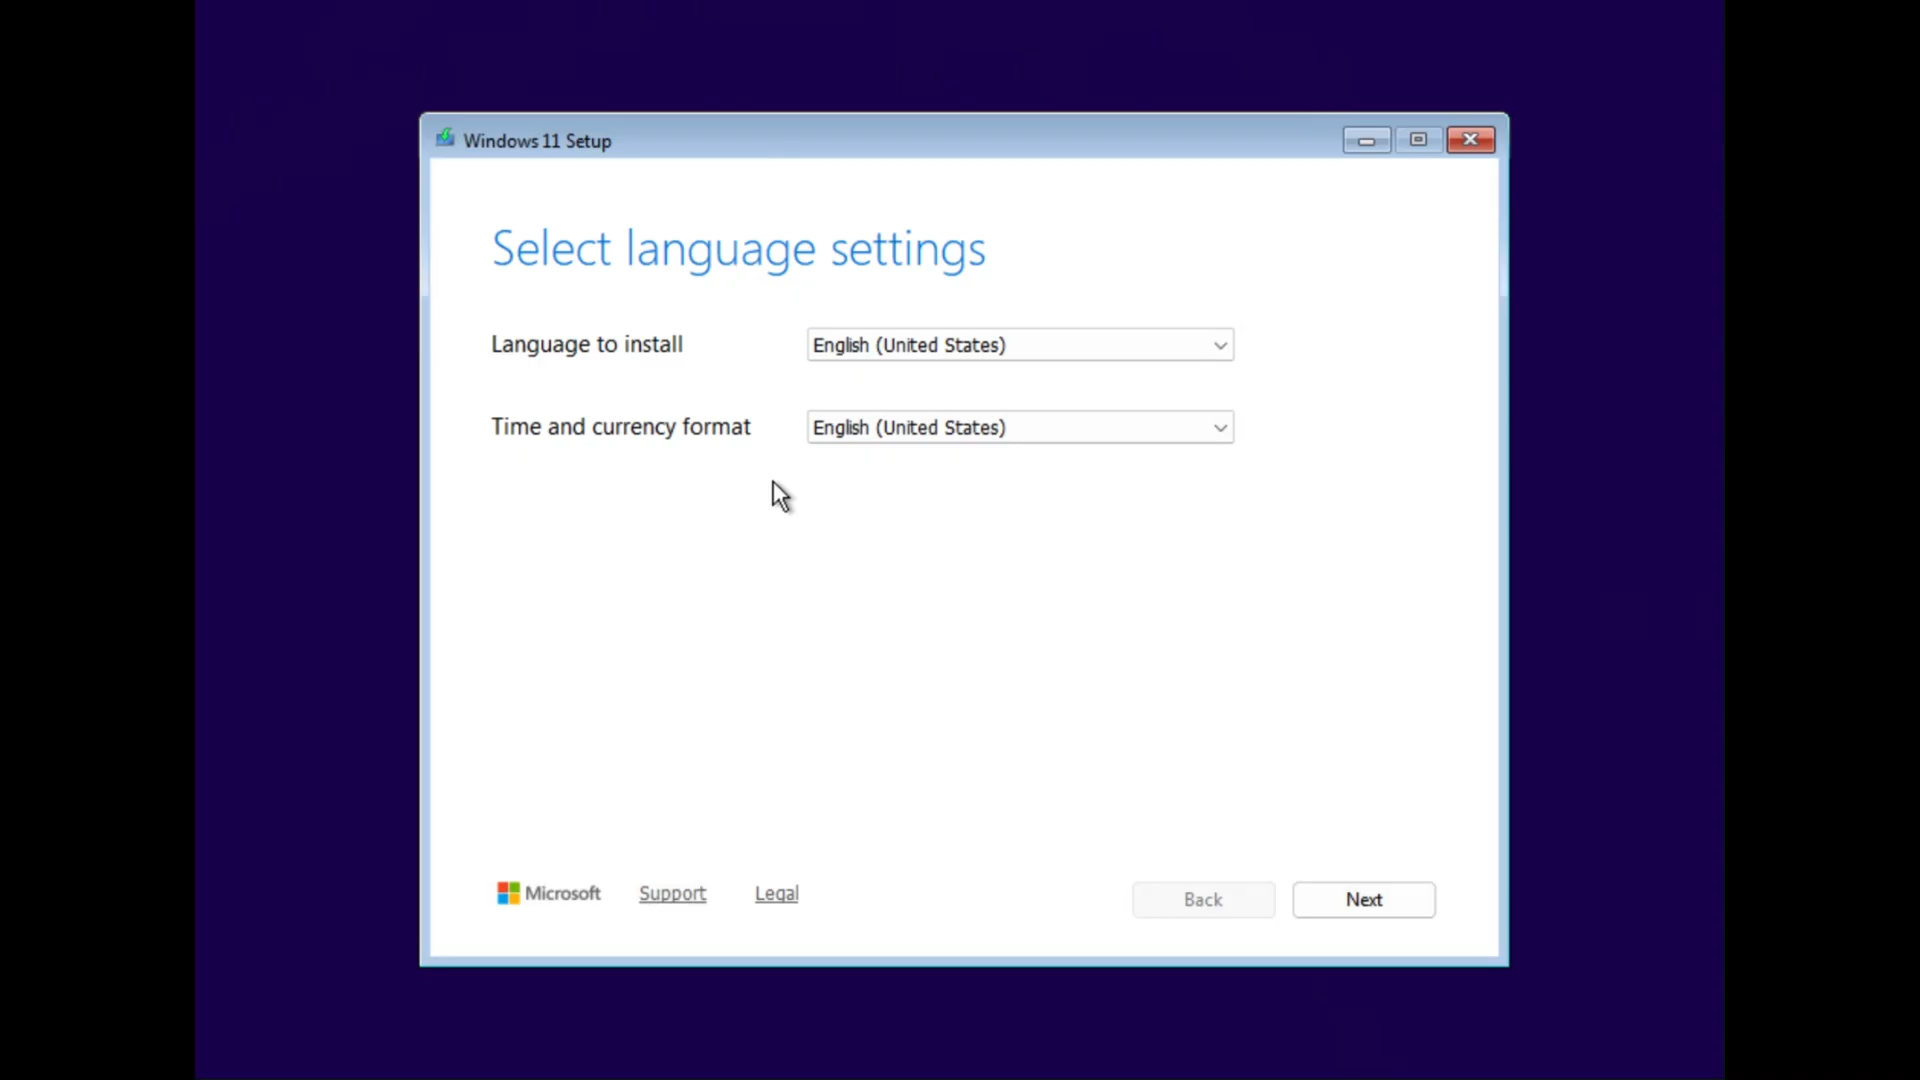 Windows 11 Setup
Select language settings
Language to install English (United States)
Time and currency format English (United States)
Microsoft Support Legal Back Next